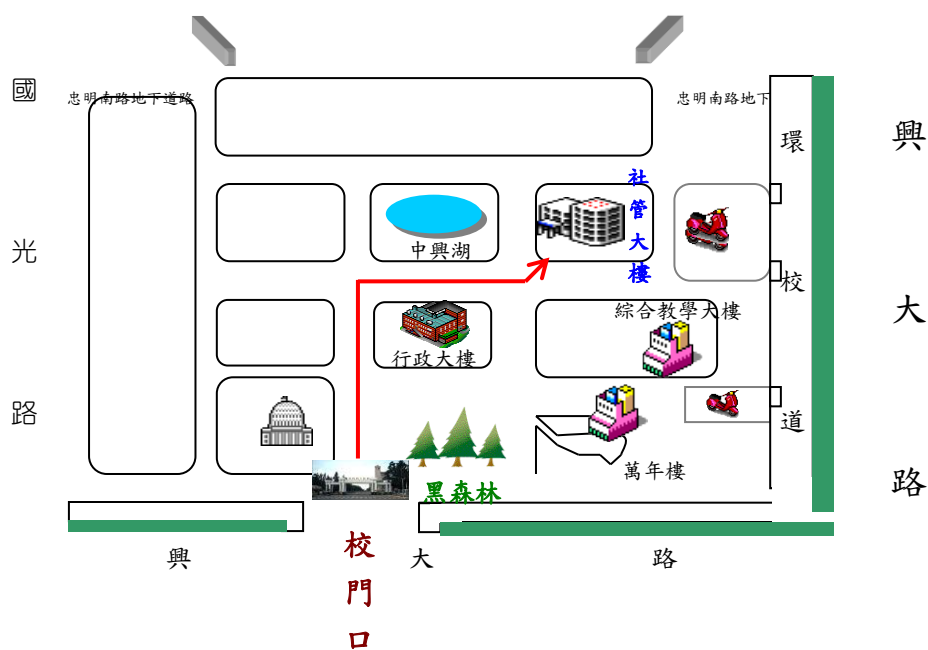 國光路
忠明南路地下道路
忠明南路地下
環校道
興大路
社管大樓
中興湖
綜合教學大樓
行政大樓
萬年樓
黑森林
校門口
興大路